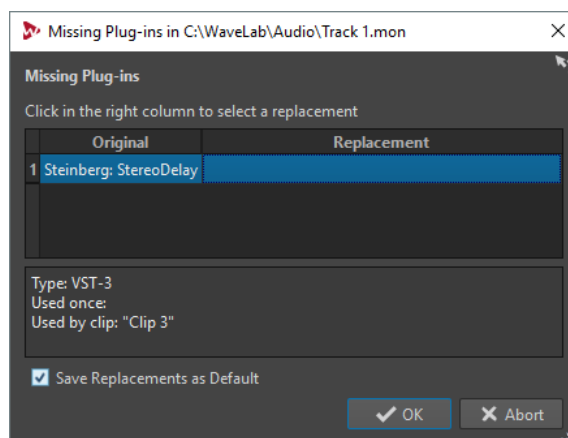 Missing Plug-ins in C:\WaveLab\Audio\Track 1.mon
Missing Plug-ins
Click in the right column to select a replacement
Original Replacement
1 Steinberg: StereoDelay
Type: VST-3
Used once:
Used by clip: "Clip 3"
Save Replacements as Default
OK Abort